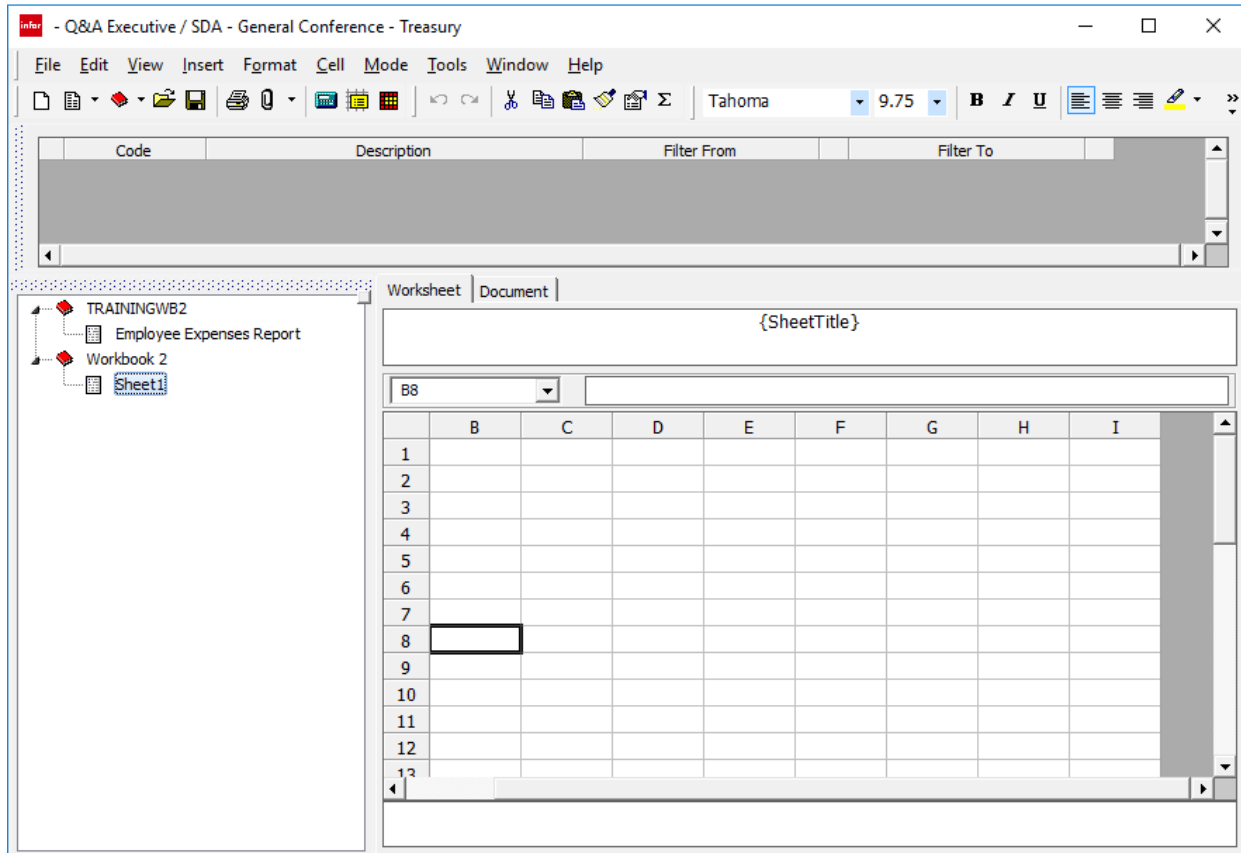 infor - Q&A Executive / SDA - General Conference - Treasury
File Edit View Insert Format Cell Mode Tools Window Help
Σ Tahoma 9.75 B I U »
Code Description Filter From Filter To
TRAININGWB2
Employee Expenses Report
Workbook 2
Sheet1
Worksheet Document
{SheetTitle}
B8
B C D E F G H I
1
2
3
4
5
6
7
8
9
10
11
12
13